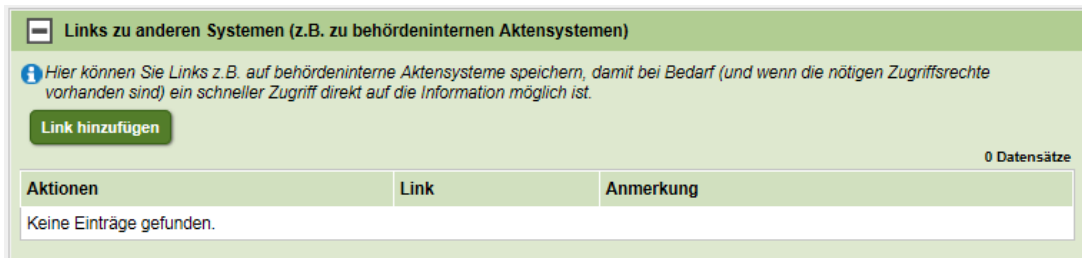 Links zu anderen Systemen (z.B. zu behördeninternen Aktensystemen)
Hier können Sie Links z.B. auf behördeninterne Aktensysteme speichern, damit bei Bedarf (und wenn die nötigen Zugriffsrechte
vorhanden sind) ein schneller Zugriff direkt auf die Information möglich ist.
Link hinzufügen
0 Datensätze
Aktionen Link Anmerkung
Keine Einträge gefunden.